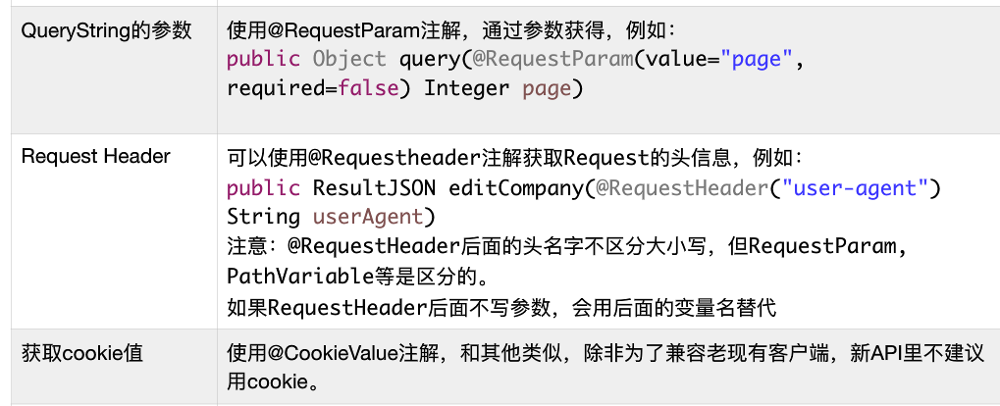 QueryString的参数
使用@RequestParam注解，通过参数获得，例如：
public Object query(@RequestParam(value="page",
required=false) Integer page)
Request Header
可以使用@Requestheader注解获取Request的头信息，例如：
public ResultJSON editCompany(@RequestHeader("user-agent")
String userAgent)
注意：@RequestHeader后面的头名字不区分大小写，但RequestParam,
PathVariable等是区分的。
如果RequestHeader后面不写参数，会用后面的变量名替代
获取cookie值
使用@CookieValue注解，和其他类似，除非为了兼容老现有客户端，新API里不建议
用cookie。